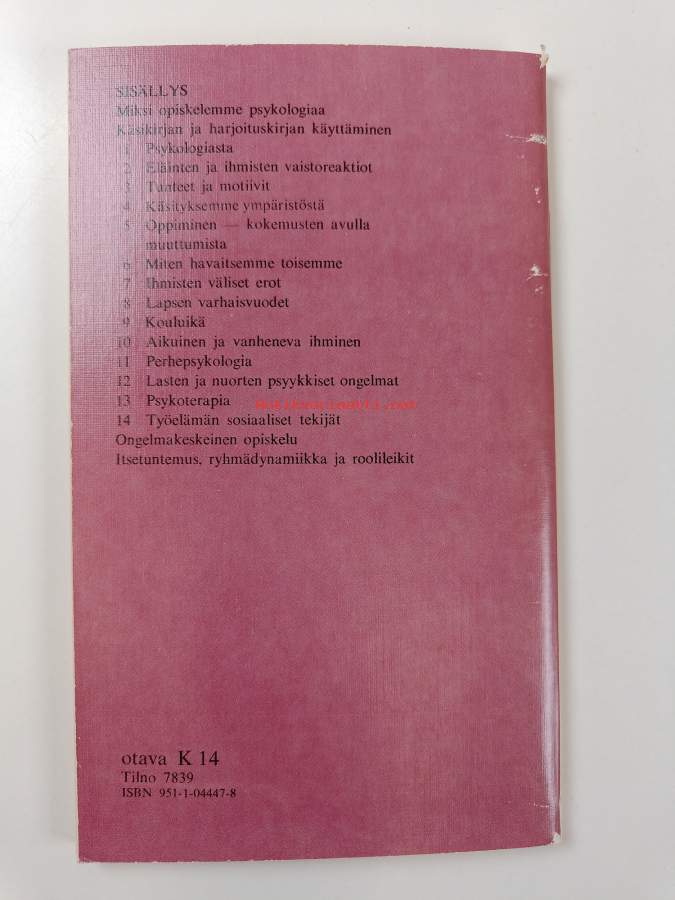 SISÄLLYS
Miksi opiskelemme psykologiaa
Käsikirjan ja harjoituskirjan käyttäminen
1 Psykologiasta
2 Eläinten ja ihmisten vaistoreaktiot
3 Tunteet ja motiivit
4 Käsityksemme ympäristöstä
5 Oppiminen — kokemusten avulla
muuttumista
6 Miten havaitsemme toisemme
7 Ihmisten väliset erot
8 Lapsen varhaisvuodet
9 Kouluikä
10 Aikuinen ja vanheneva ihminen
11 Perhepsykologia
12 Lasten ja nuorten psyykkiset ongelmat
13 Psykoterapia
14 Työelämän sosiaaliset tekijät
Ongelmakeskeinen opiskelu
Itsetuntemus, ryhmädynamiikka ja roolileikit
otava K 14
Tilno 7839
ISBN 951-1-04447-8